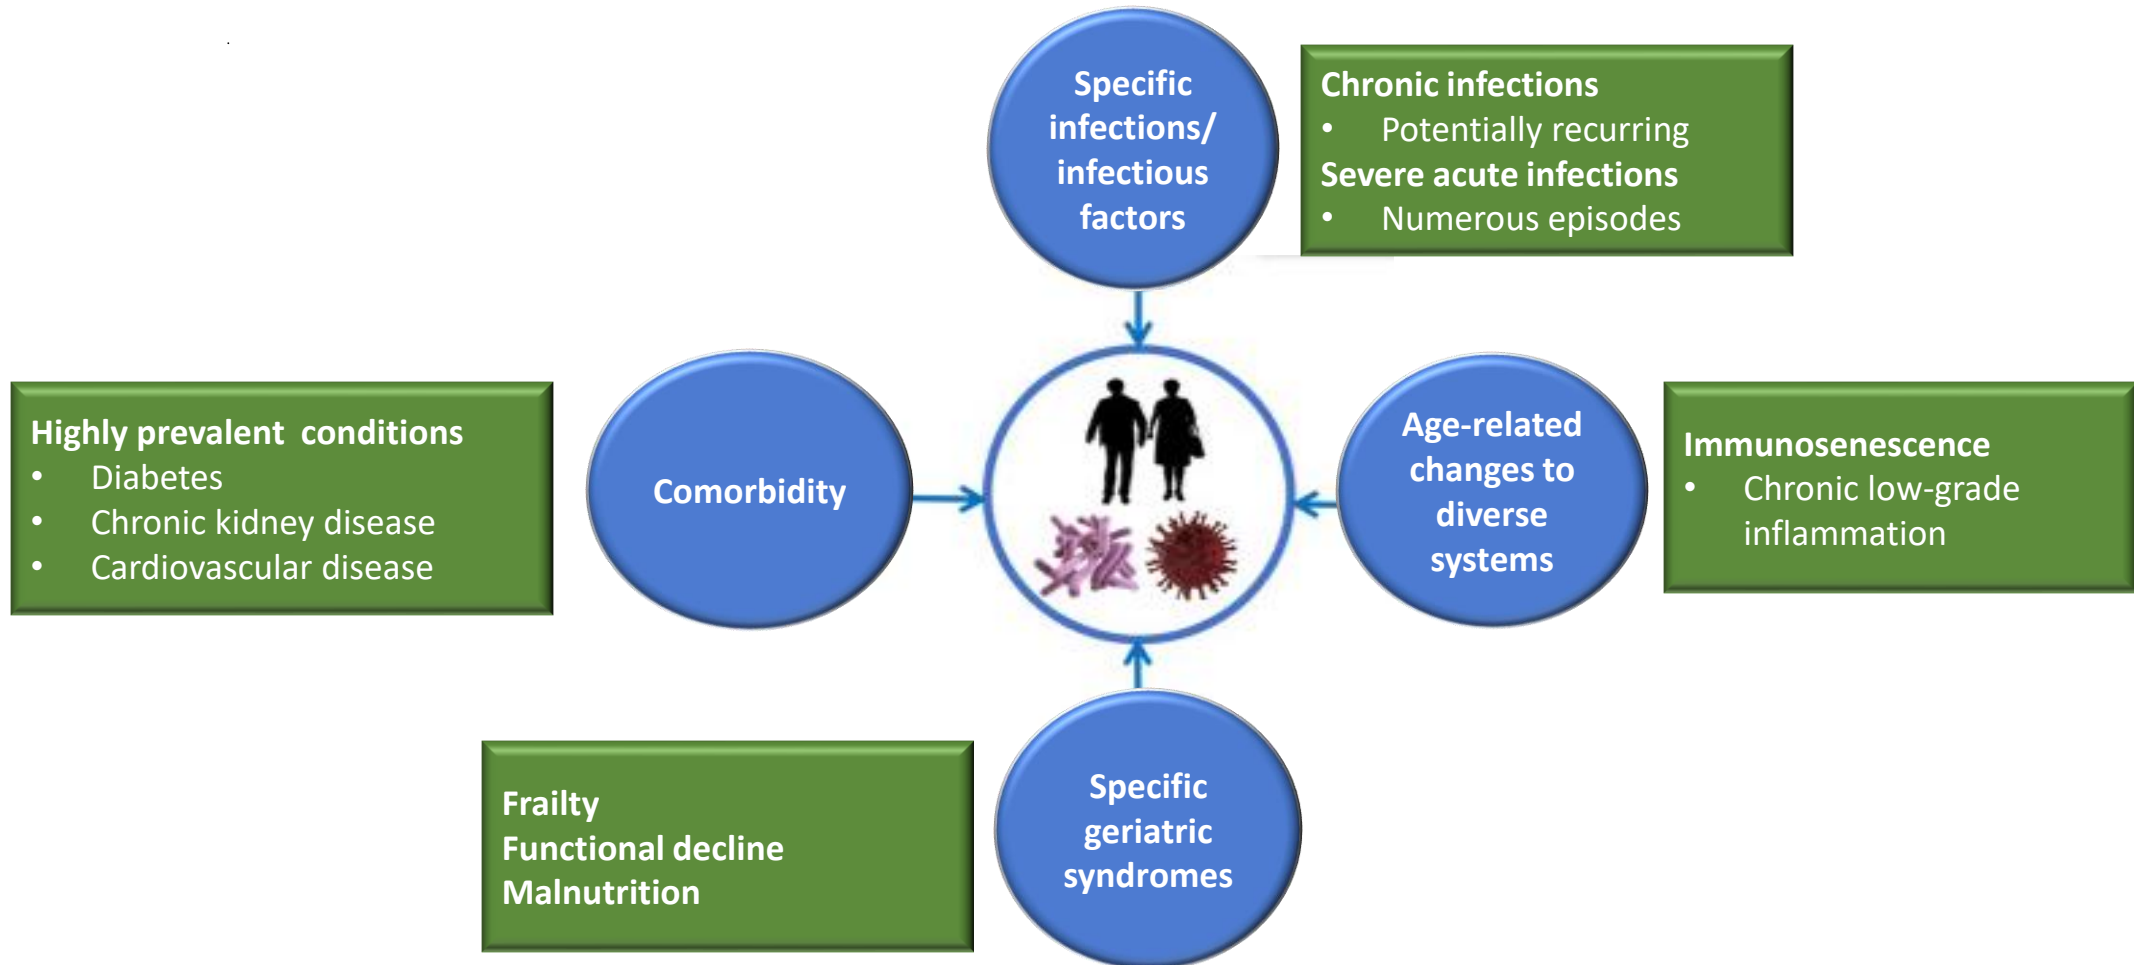 Specific
infections/
infectious
factors
Chronic infections
• Potentially recurring
Severe acute infections
• Numerous episodes
Highly prevalent  conditions
• Diabetes
• Chronic kidney disease
• Cardiovascular disease
Comorbidity
Age-related
changes to
diverse
systems
Immunosenescence
• Chronic low-grade
inflammation
Frailty
Functional decline
Malnutrition
Specific
geriatric
syndromes